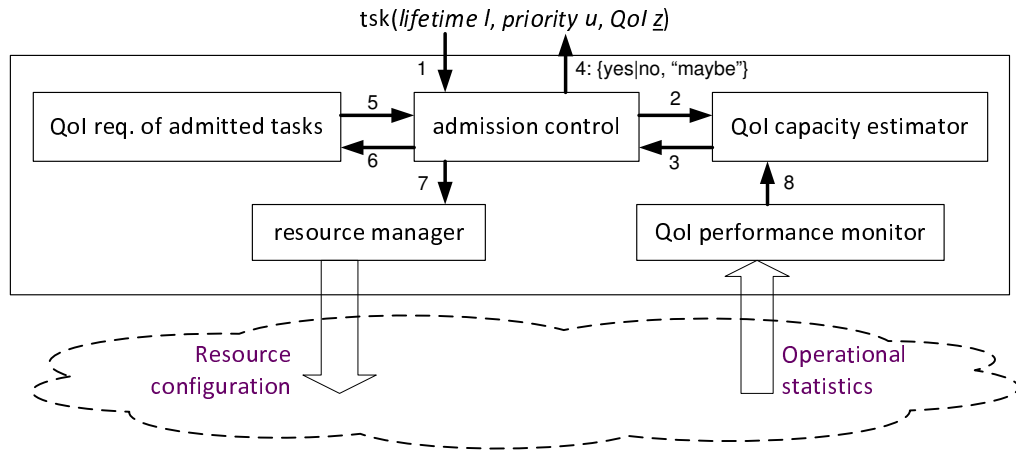 tsk(lifetime l, priority u, QoI z)
1
4: {yes|no, “maybe”}
QoI req. of admitted tasks
5
6
admission control
2
3
QoI capacity estimator
7
8
resource manager
QoI performance monitor
Resource
configuration
Operational
statistics